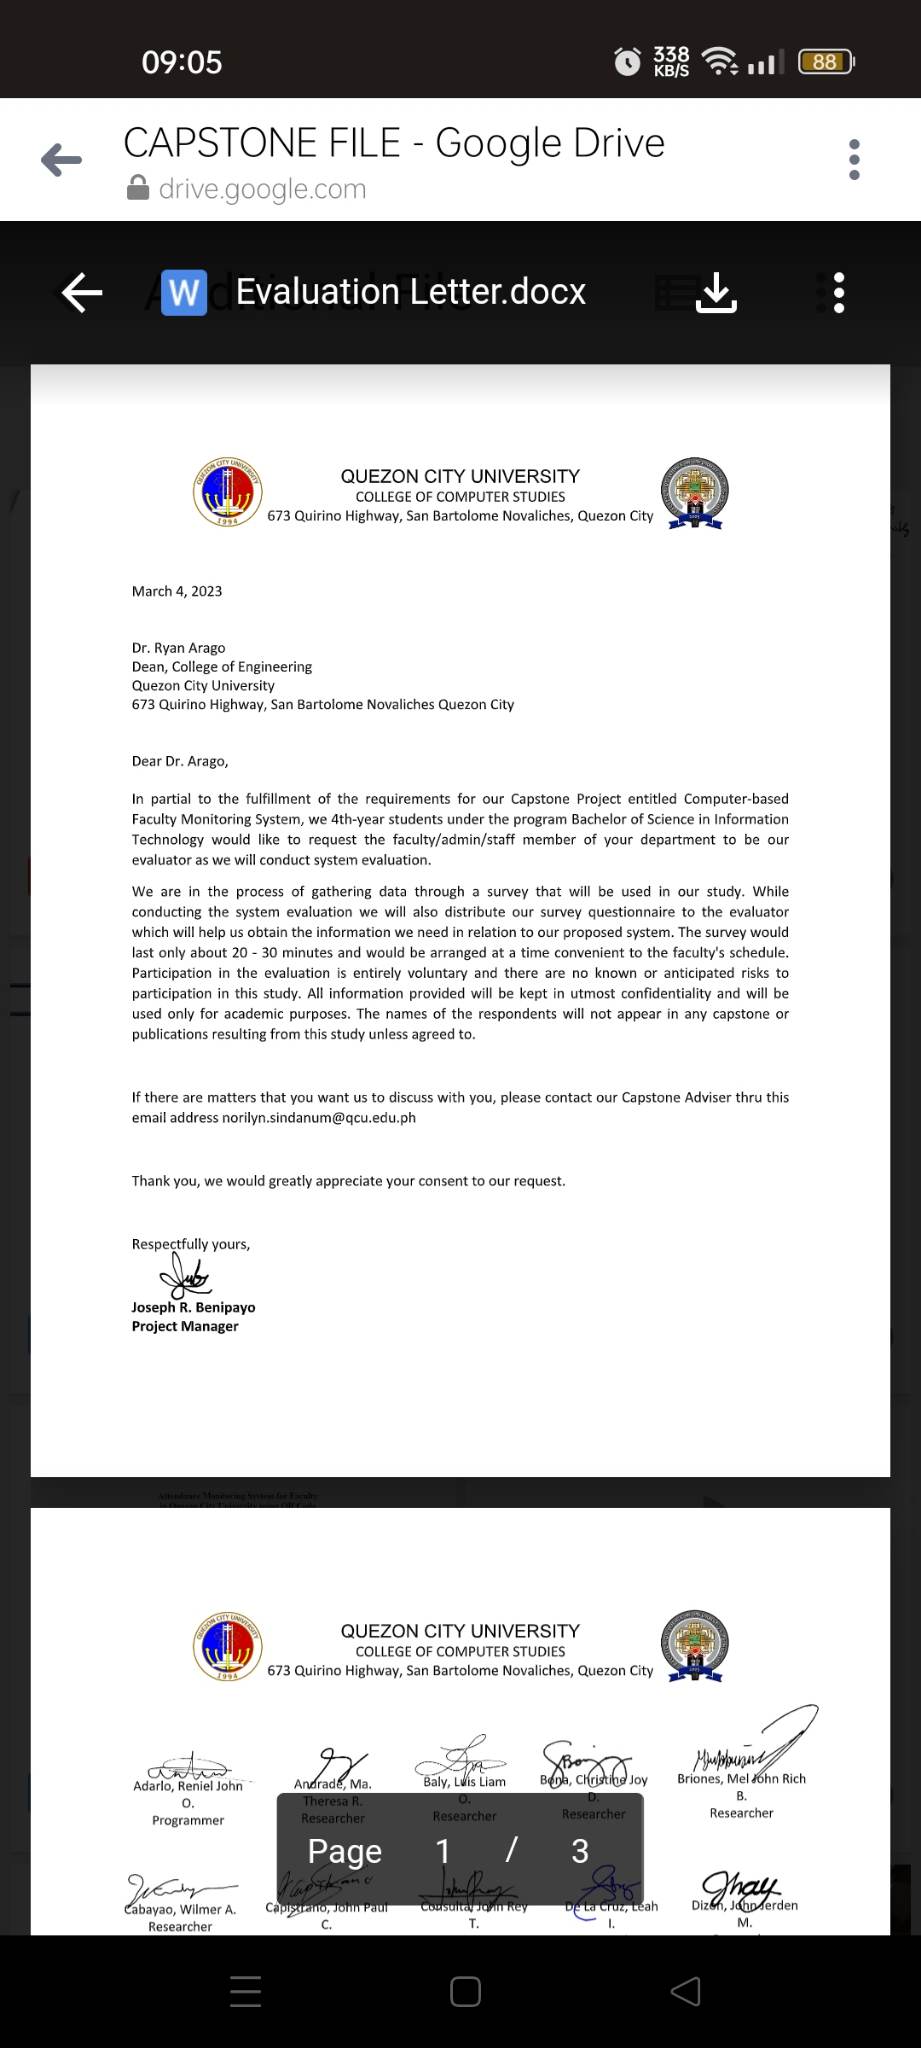 09:05
338
KB/S
88
CAPSTONE FILE - Google Drive
drive.google.com
W
Evaluation Letter.docx
QUEZON CITY UNIVERSITY
COLLEGE OF COMPUTER STUDIES
673 Quirino Highway, San Bartolome Novaliches, Quezon City
March 4, 2023
Dr. Ryan Arago
Dean, College of Engineering
Quezon City University
673 Quirino Highway, San Bartolome Novaliches Quezon City
Dear Dr. Arago,
In partial to the fulfillment of the requirements for our Capstone Project entitled Computer-based
Faculty Monitoring System, we 4th-year students under the program Bachelor of Science in Information
Technology would like to request the faculty/admin/staff member of your department to be our
evaluator as we will conduct system evaluation.
We are in the process of gathering data through a survey that will be used in our study. While
conducting the system evaluation we will also distribute our survey questionnaire to the evaluator
which will help us obtain the information we need in relation to our proposed system. The survey would
last only about 20 - 30 minutes and would be arranged at a time convenient to the faculty's schedule.
Participation in the evaluation is entirely voluntary and there are no known or anticipated risks to
participation in this study. All information provided will be kept in utmost confidentiality and will be
used only for academic purposes. The names of the respondents will not appear in any capstone or
publications resulting from this study unless agreed to.
If there are matters that you want us to discuss with you, please contact our Capstone Adviser thru this
email address norilyn.sindanum@qcu.edu.ph
Thank you, we would greatly appreciate your consent to our request.
Respectfully yours,
Joseph R. Benipayo
Project Manager
Attendance Monitoring System for Faculty
QUEZON CITY UNIVERSITY
COLLEGE OF COMPUTER STUDIES
673 Quirino Highway, San Bartolome Novaliches, Quezon City
Adarlo, Reniel John
O.
Programmer
Andrade, Ma.
Theresa R.
Researcher
Baly, Luis Liam
O.
Researcher
Bona, Christine Joy
D.
Researcher
Briones, Mel John Rich
B.
Researcher
Page 1 / 3
Cabayao, Wilmer A.
Researcher
Capistrano, John Paul
C.
Consulta, John Rey
T.
De La Cruz, Leah
I.
Dizon, John Jerden
M.